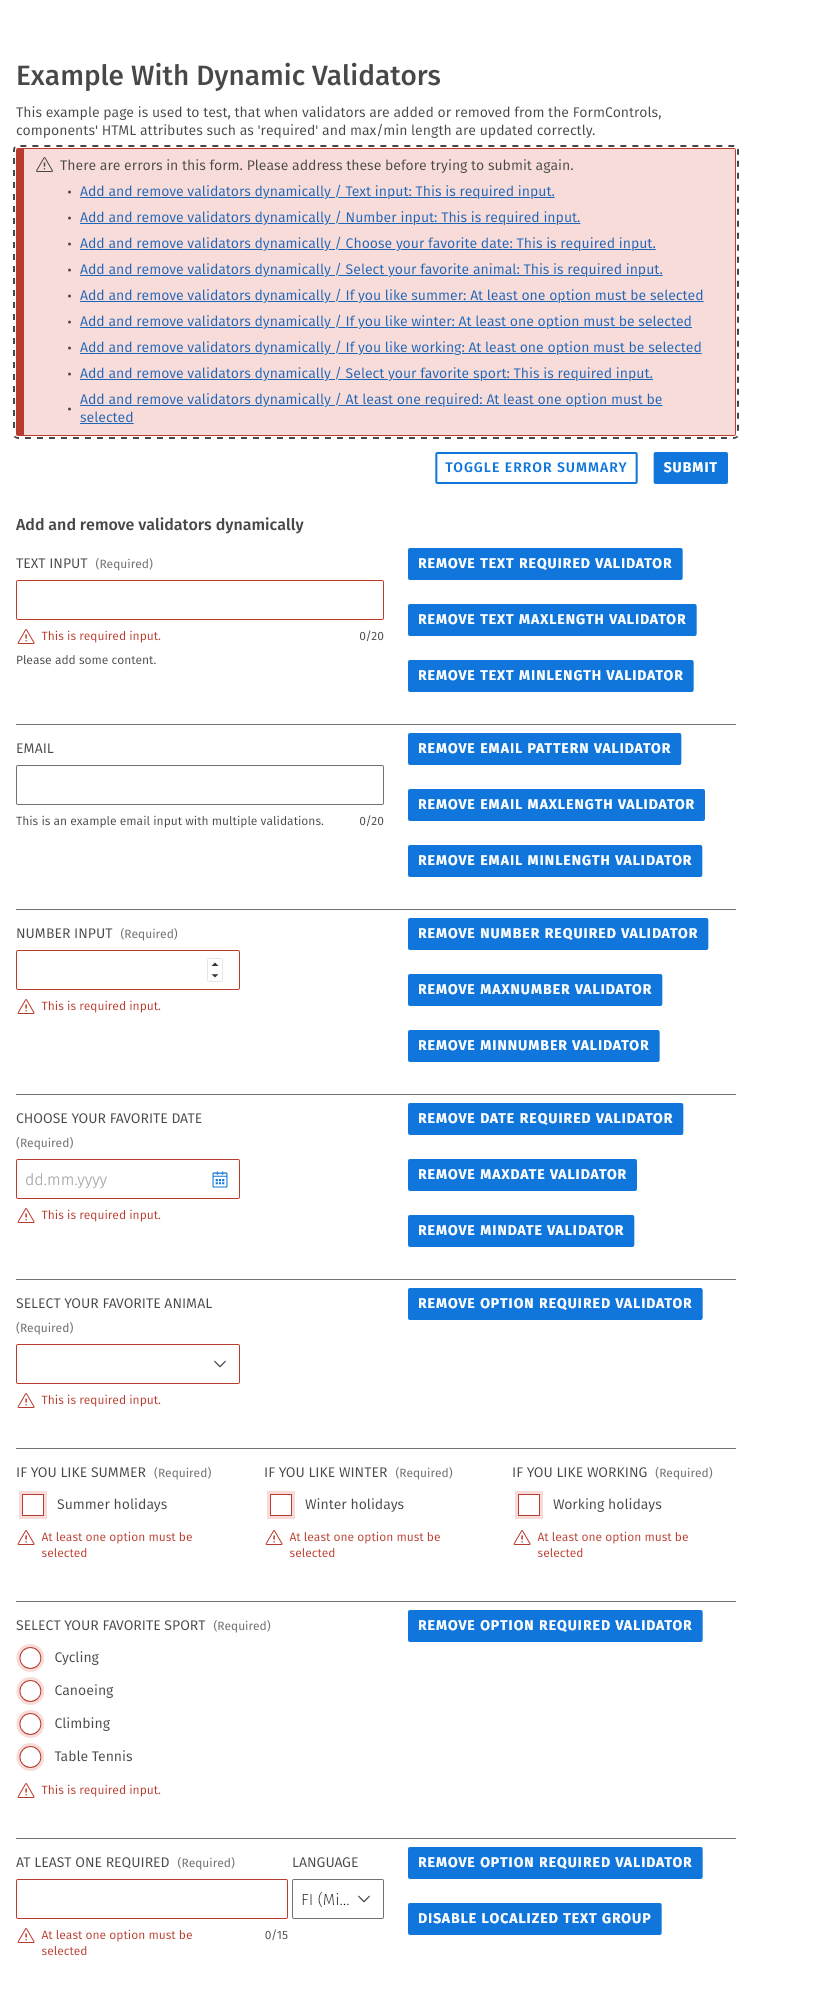 Example With Dynamic Validators
This example page is used to test, that when validators are added or removed from the FormControls,
components' HTML attributes such as 'required' and max/min length are updated correctly.
There are errors in this form. Please address these before trying to submit again.
Add and remove validators dynamically / Text input: This is required input.
Add and remove validators dynamically / Number input: This is required input.
Add and remove validators dynamically / Choose your favorite date: This is required input.
Add and remove validators dynamically / Select your favorite animal: This is required input.
Add and remove validators dynamically / If you like summer: At least one option must be selected
Add and remove validators dynamically / If you like winter: At least one option must be selected
Add and remove validators dynamically / If you like working: At least one option must be selected
Add and remove validators dynamically / Select your favorite sport: This is required input.
Add and remove validators dynamically / At least one required: At least one option must be
selected
TOGGLE ERROR SUMMARY SUBMIT
Add and remove validators dynamically
TEXT INPUT (Required) REMOVE TEXT REQUIRED VALIDATOR
REMOVE TEXT MAXLENGTH VALIDATOR
This is required input. 0/20
Please add some content.
REMOVE TEXT MINLENGTH VALIDATOR
EMAIL REMOVE EMAIL PATTERN VALIDATOR
REMOVE EMAIL MAXLENGTH VALIDATOR
This is an example email input with multiple validations. 0/20
REMOVE EMAIL MINLENGTH VALIDATOR
NUMBER INPUT (Required) REMOVE NUMBER REQUIRED VALIDATOR
REMOVE MAXNUMBER VALIDATOR
This is required input.
REMOVE MINNUMBER VALIDATOR
CHOOSE YOUR FAVORITE DATE REMOVE DATE REQUIRED VALIDATOR
(Required)
dd.mm.yyyy REMOVE MAXDATE VALIDATOR
This is required input.
REMOVE MINDATE VALIDATOR
SELECT YOUR FAVORITE ANIMAL REMOVE OPTION REQUIRED VALIDATOR
(Required)
This is required input.
IF YOU LIKE SUMMER (Required) IF YOU LIKE WINTER (Required) IF YOU LIKE WORKING (Required)
Summer holidays Winter holidays Working holidays
At least one option must be At least one option must be At least one option must be
selected selected selected
SELECT YOUR FAVORITE SPORT (Required) REMOVE OPTION REQUIRED VALIDATOR
Cycling
Canoeing
Climbing
Table Tennis
This is required input.
AT LEAST ONE REQUIRED (Required) LANGUAGE REMOVE OPTION REQUIRED VALIDATOR
FI (Mi...
DISABLE LOCALIZED TEXT GROUP
At least one option must be 0/15
selected